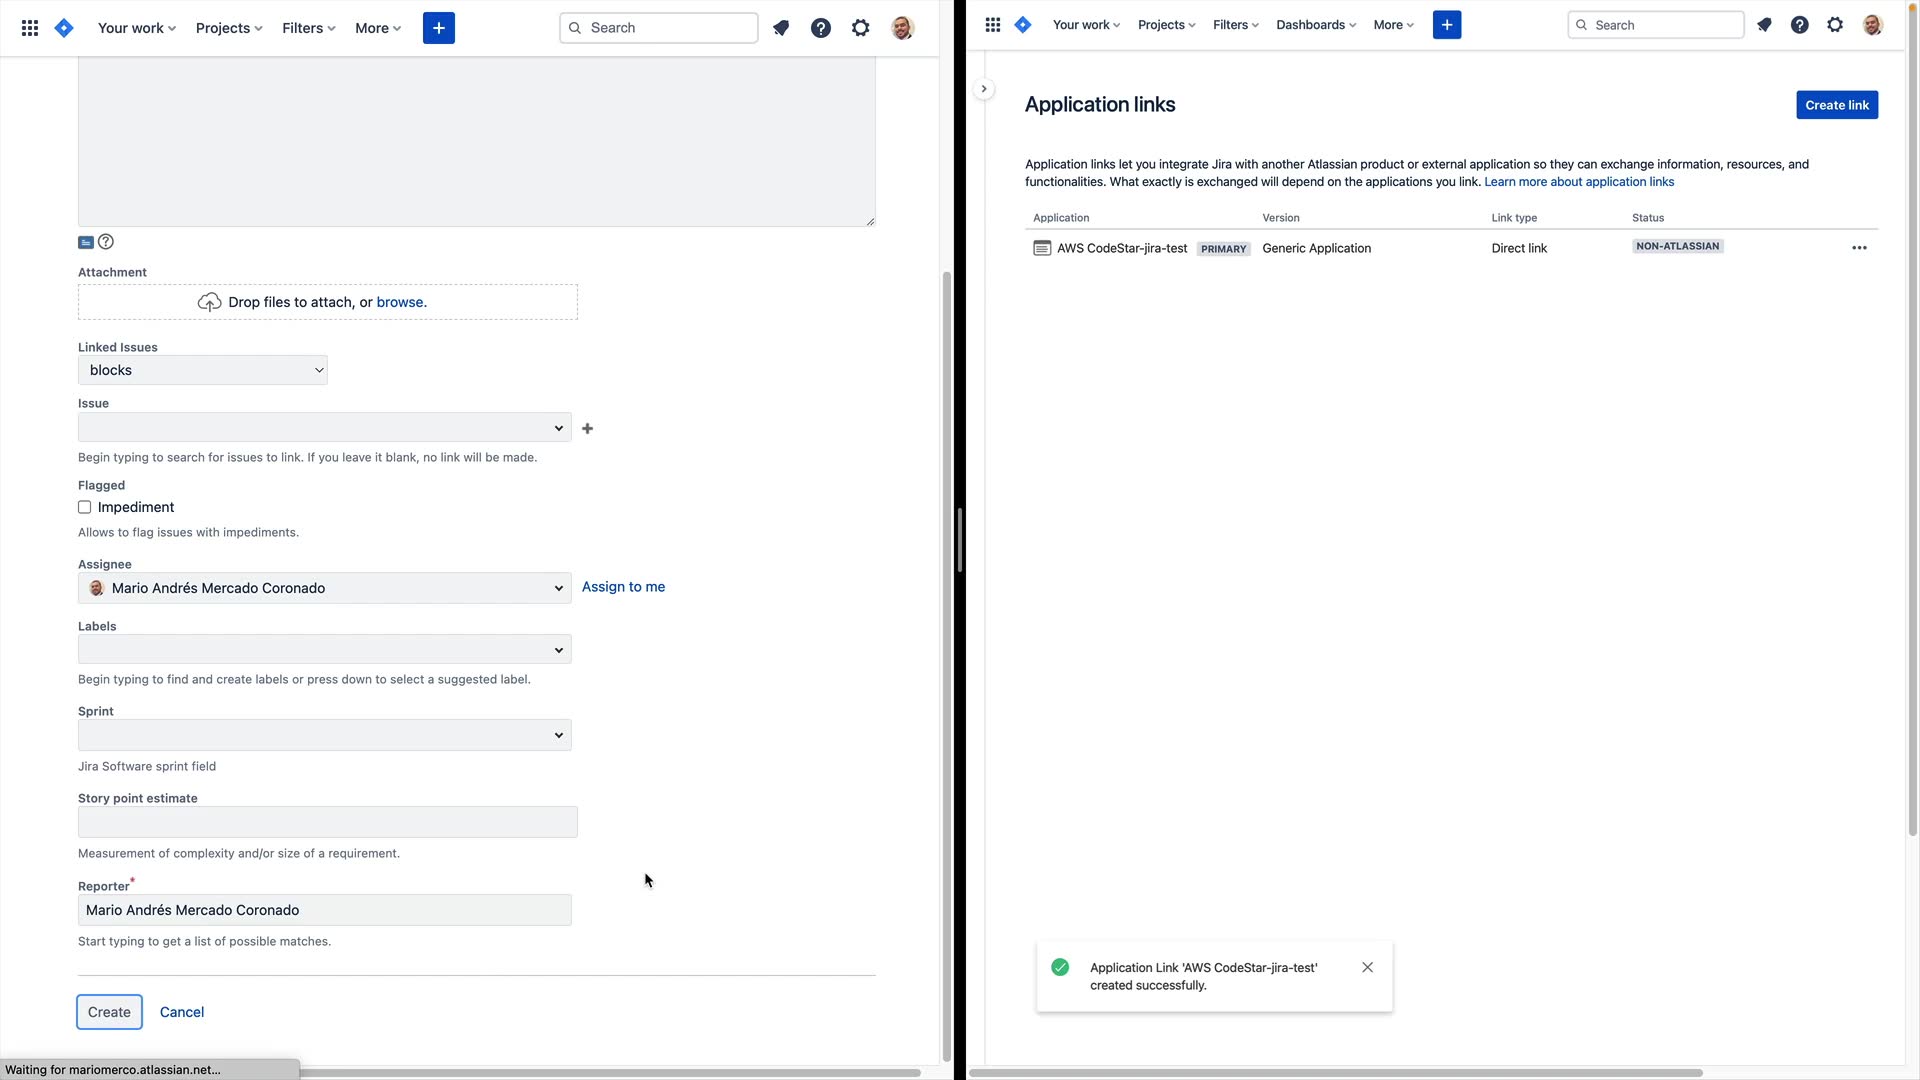 Your work
Projects
Filters
More
Search
Attachment
Drop files to attach, or browse.
Linked Issues
blocks
Issue
Begin typing to search for issues to link. If you leave it blank, no link will be made.
Flagged
Impediment
Allows to flag issues with impediments.
Assignee
Mario Andrés Mercado Coronado
Assign to me
Labels
Begin typing to find and create labels or press down to select a suggested label.
Sprint
Jira Software sprint field
Story point estimate
Measurement of complexity and/or size of a requirement.
Reporter*
Mario Andrés Mercado Coronado
Start typing to get a list of possible matches.
Create
Cancel
Waiting for mariomerco.atlassian.net...
Your work
Projects
Filters
Dashboards
More
Search
Application links
Create link
Application links let you integrate Jira with another Atlassian product or external application so they can exchange information, resources, and
functionalities. What exactly is exchanged will depend on the applications you link. Learn more about application links
Application
Version
Link type
Status
AWS CodeStar-jira-test
PRIMARY
Generic Application
Direct link
NON-ATLASSIAN
Application Link 'AWS CodeStar-jira-test'
created successfully.